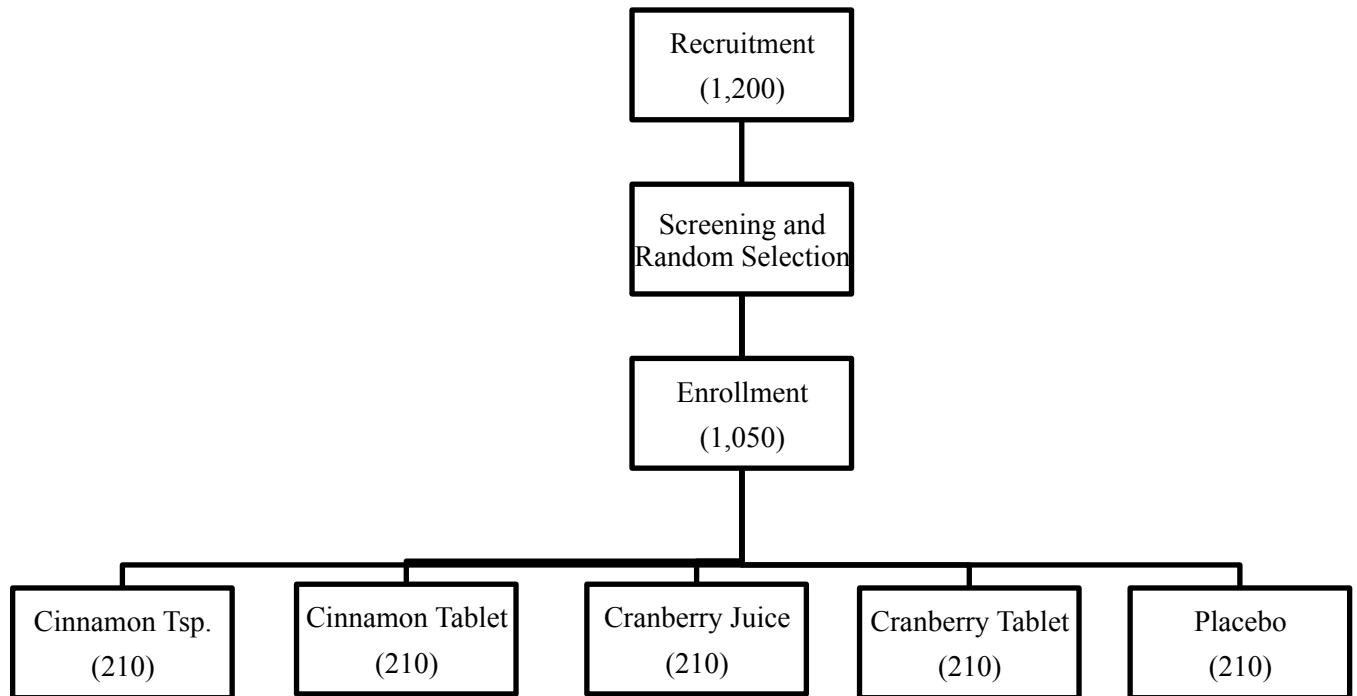 Recruitment
(1,200)
Screening and
Random Selection
Enrollment
(1,050)
Cinnamon Tsp.
(210)
Cinnamon Tablet
(210)
Cranberry Juice
(210)
Cranberry Tablet
(210)
Placebo
(210)